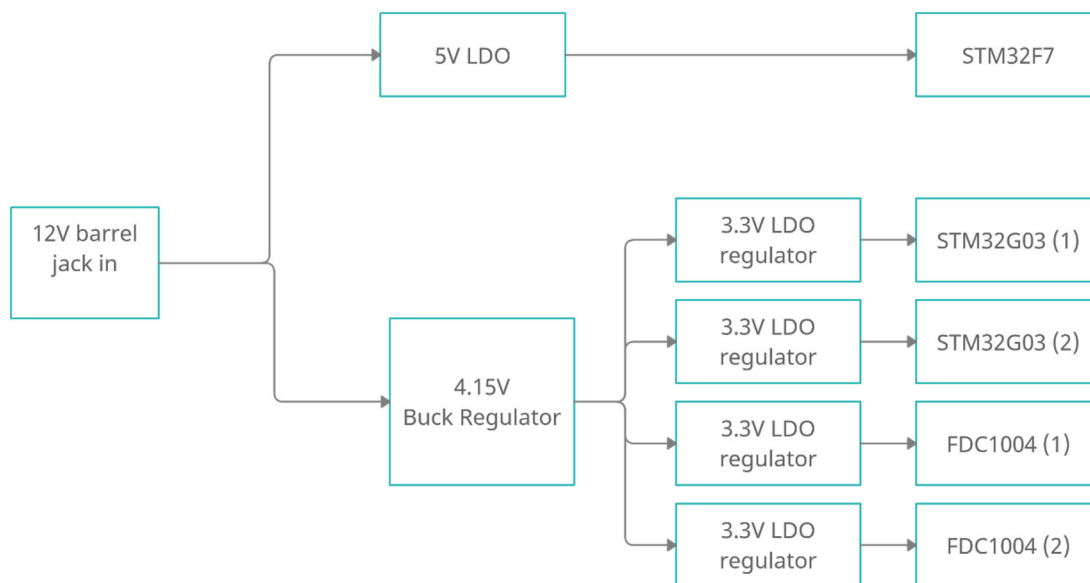 5V LDO
STM32F7
12V barrel
jack in
4.15V
Buck Regulator
3.3V LDO
regulator
STM32G03 (1)
3.3V LDO
regulator
STM32G03 (2)
3.3V LDO
regulator
FDC1004 (1)
3.3V LDO
regulator
FDC1004 (2)